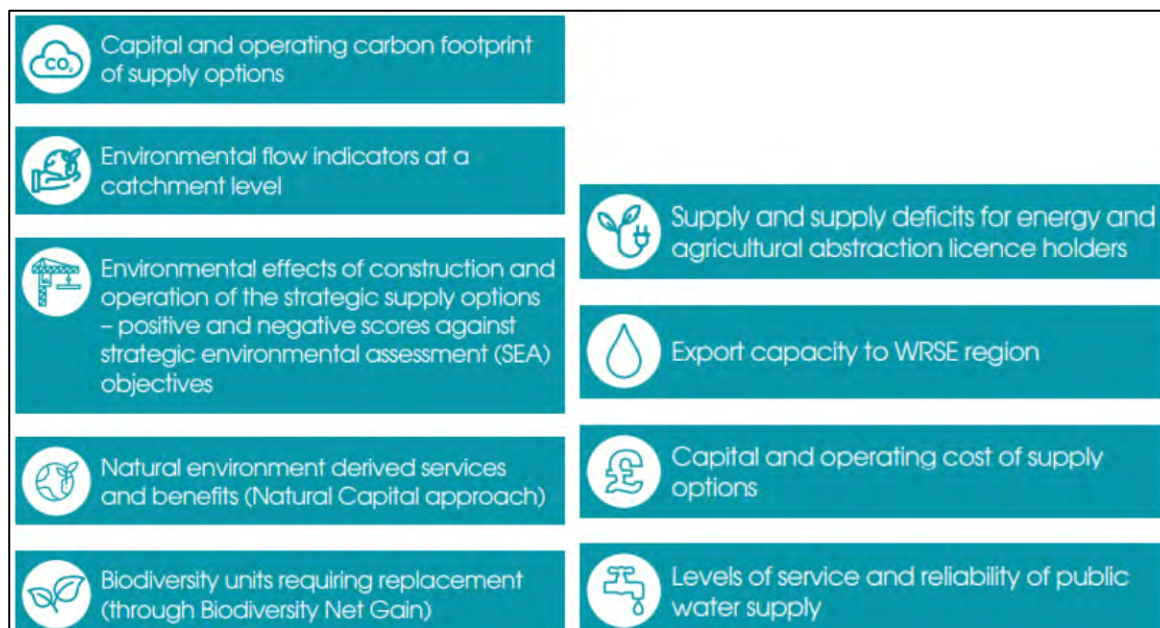 CO₂
Capital and operating carbon footprint
of supply options
Environmental flow indicators at a
catchment level
Environmental effects of construction and
operation of the strategic supply options
– positive and negative scores against
strategic environmental assessment (SEA)
objectives
Natural environment derived services
and benefits (Natural Capital approach)
Biodiversity units requiring replacement
(through Biodiversity Net Gain)
Supply and supply deficits for energy and
agricultural abstraction licence holders
Export capacity to WRSE region
£
Capital and operating cost of supply
options
Levels of service and reliability of public
water supply